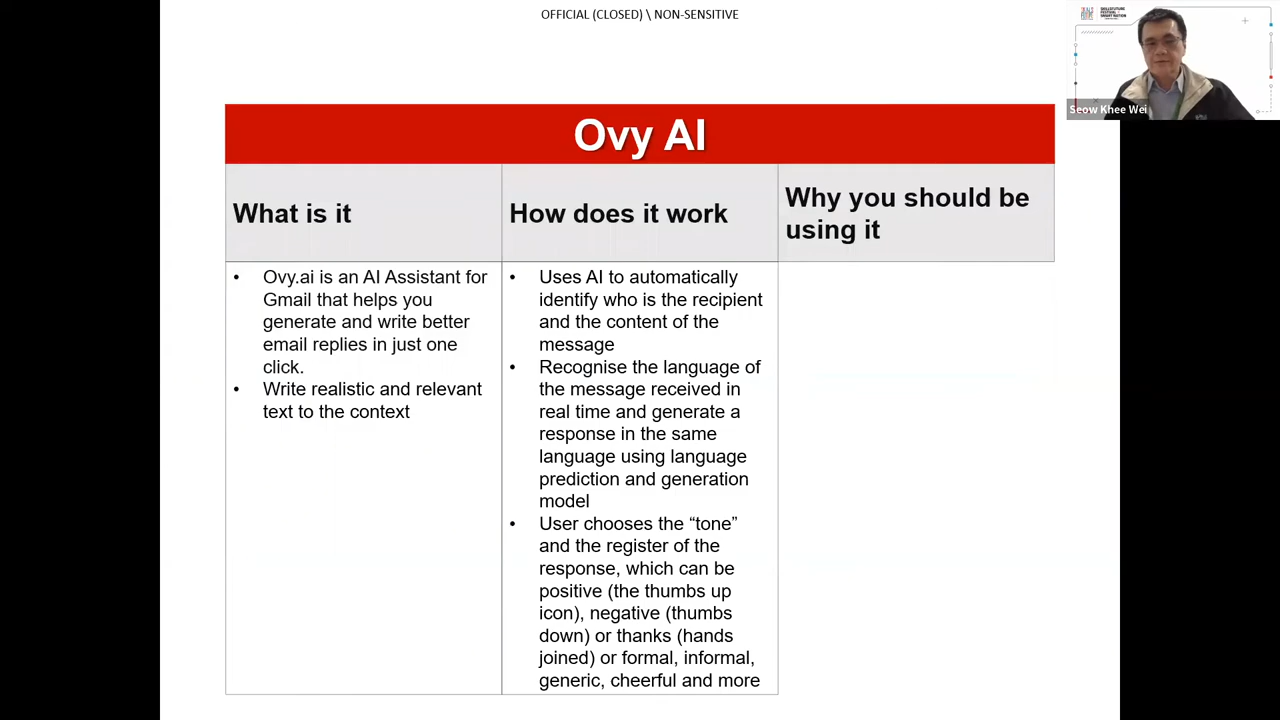 OFFICIAL (CLOSED) \ NON-SENSITIVE
SKILLSFUTURE
FESTIVAL
SMART NATION
Seow Khee Wei
Ovy AI
What is it
How does it work
Why you should be
using it
• Ovy.ai is an AI Assistant for
Gmail that helps you
generate and write better
email replies in just one
click.
• Write realistic and relevant
text to the context
• Uses AI to automatically
identify who is the recipient
and the content of the
message
• Recognise the language of
the message received in
real time and generate a
response in the same
language using language
prediction and generation
model
• User chooses the “tone”
and the register of the
response, which can be
positive (the thumbs up
icon), negative (thumbs
down) or thanks (hands
joined) or formal, informal,
generic, cheerful and more